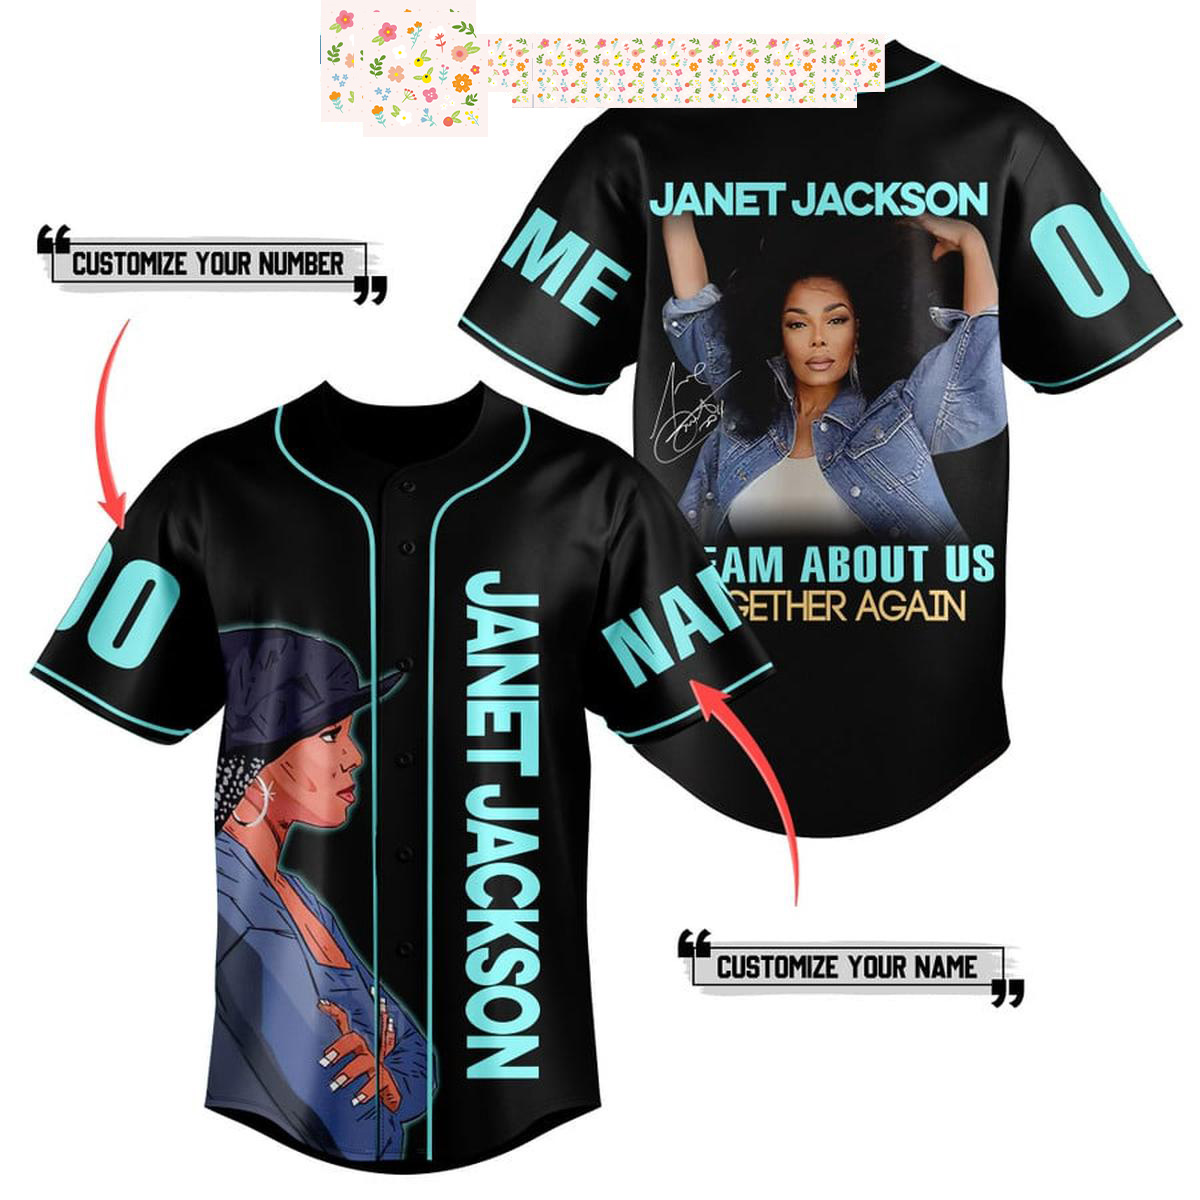 JANET JACKSON
ME
00
CUSTOMIZE YOUR NUMBER
EAM ABOUT US
GETHER AGAIN
00
NAM
JANET JACKSON
CUSTOMIZE YOUR NAME